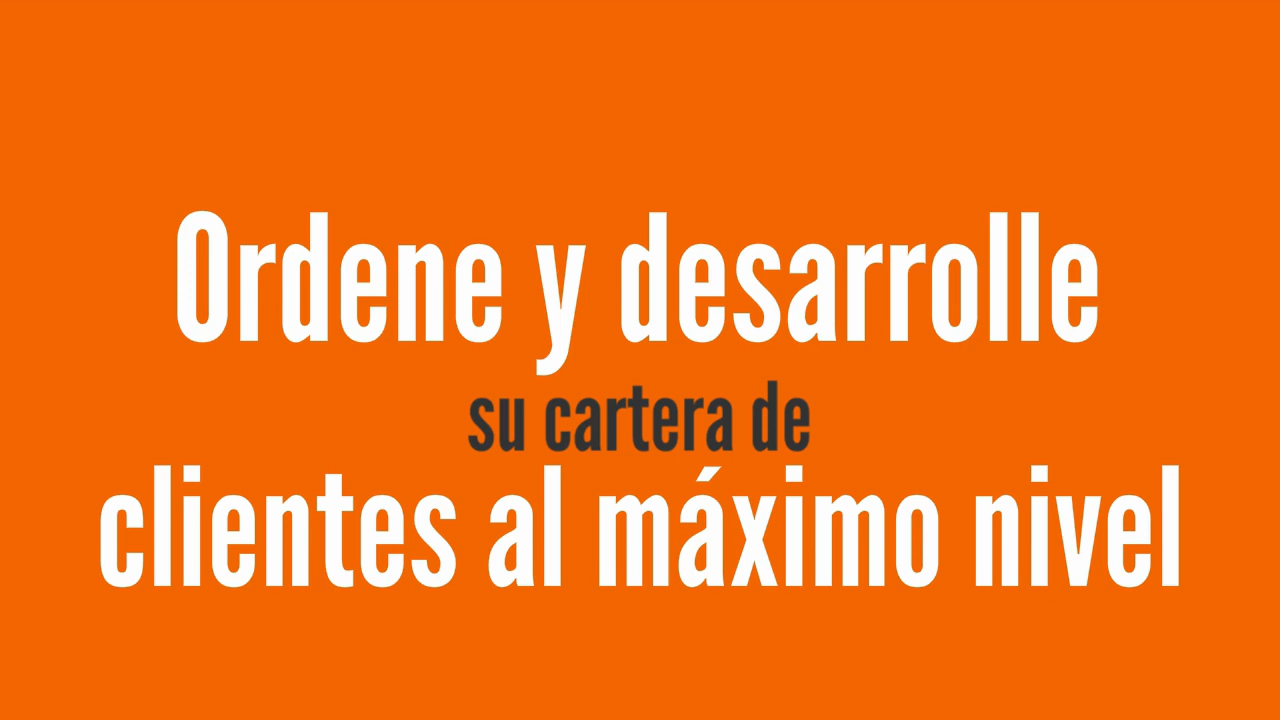 Ordene y desarrolle
su cartera de
clientes al máximo nivel